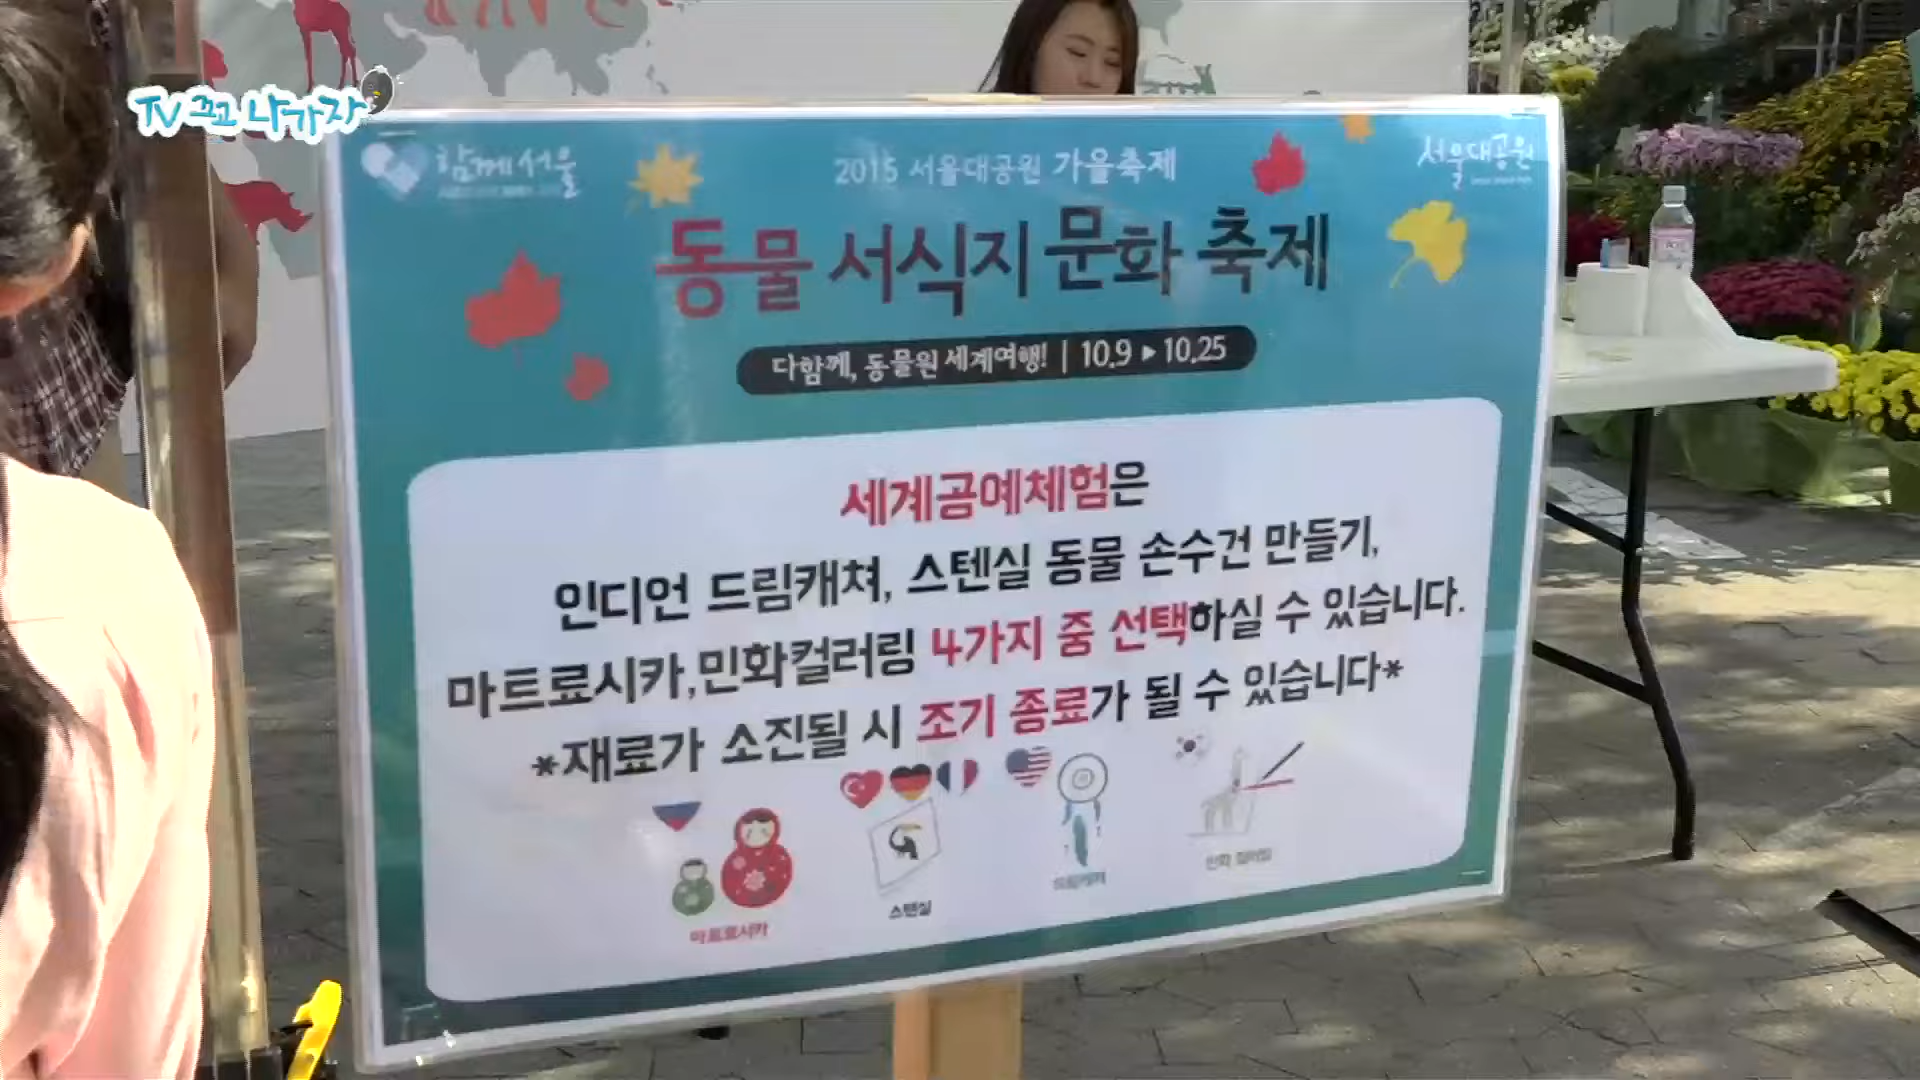 TV 끄고 나가자
함께서울
2015 서울대공원 가을축제
서울대공원
동물 서식지 문화 축제
다함께, 동물원 세계여행! | 10.9 ▶ 10.25
세계공예체험은
인디언 드림캐쳐, 스텐실 동물 손수건 만들기,
마트료시카,민화컬러링 4가지 중 선택하실 수 있습니다.
*재료가 소진될 시 조기 종료가 될 수 있습니다*
마트료시카
스텐실
드림캐쳐
민화 컬러링